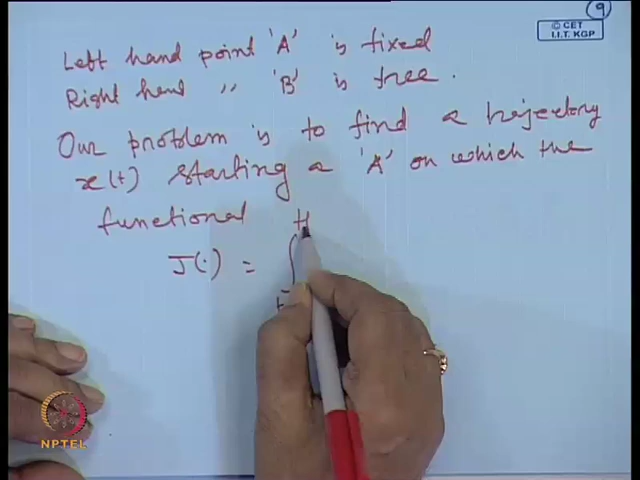 9
© CET
I.I.T. KGP
Left hand point 'A' is fixed
Right hand " 'B' is free.
Our problem is to find a trajectory
x(t) starting a 'A' on which the
functional
J(·) =
NPTEL